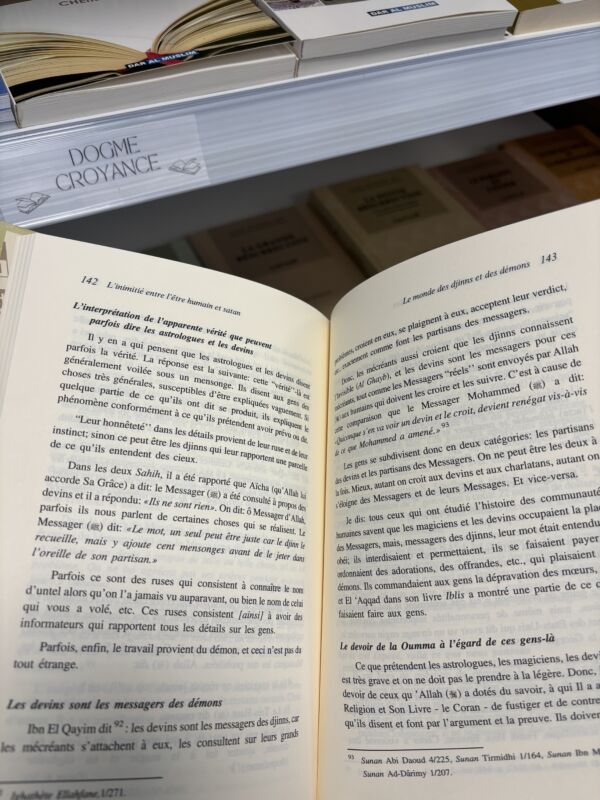 DAR AL MUSLIM
DAR AL MUSLIM
DOGME
CROYANCE
LA GRANDE
RÉSURRECTION
142 L'inimitié entre l'être humain et satan
L'interprétation de l'apparente vérité que peuvent
parfois dire les astrologues et les devins
Il y en a qui pensent que les astrologues et les devins disent
parfois la vérité. La réponse est la suivante: cette "vérité"-là est
généralement voilée sous un mensonge. Ils disent aux gens des
choses très générales, susceptibles d'être expliquées vaguement. Si
quelque partie de ce qu'ils ont dit se produit, ils expliquent le
phénomène conformément à ce qu'ils prétendent avoir prévu ou dit.
"Leur honnêteté" dans les détails provient de leur ruse et de leur
instinct; sinon ce peut être les djinns qui leur rapportent une parcelle
de ce qu'ils entendent des cieux.
Dans les deux Sahih, il a été rapporté que Aïcha (qu'Allah lui
accorde Sa Grâce) a dit: le Messager (ﷺ) a été consulté à propos des
devins et il a répondu: «Ils ne sont rien». On dit: ô Messager d'Allah,
parfois ils nous parlent de certaines choses qui se réalisent. Le
Messager (ﷺ) dit: «Le mot, un seul peut être juste car le djinn le
recueille, mais y ajoute cent mensonges avant de le jeter dans
l'oreille de son partisan.»
Parfois ce sont des ruses qui consistent à connaître le nom
d'untel alors qu'on l'a jamais vu auparavant, ou bien le nom de celui
qui vous a volé, etc. Ces ruses consistent [ainsi] à avoir des
informateurs qui rapportent tous les détails sur les gens.
Parfois, enfin, le travail provient du démon, et ceci n'est pas du
tout étrange.
Les devins sont les messagers des démons
Ibn El Qayim dit 92 : les devins sont les messagers des djinns, car
les mécréants s'attachent à eux, les consultent sur leurs grands
Ighathète Ellahfane, 1/271.
Le monde des djinns et des démons 143
croient en eux, se plaignent à eux, acceptent leur verdict,
exactement comme font les partisans des messagers.
Donc, les mécréants aussi croient que les djinns connaissent
l'invisible (Al Ghayb), et les devins sont les messagers pour ces
tout comme les Messagers "réels" sont envoyés par Allah
aux humains qui doivent les croire et les suivre. C'est à cause de
cette comparaison que le Messager Mohammed (ﷺ) a dit:
«Quiconque s'en va voir un devin et le croit, devient renégat vis-à-vis
de ce que Mohammed a amené.» 93
Les gens se subdivisent donc en deux catégories: les partisans
des devins et les partisans des Messagers. On ne peut être les deux à
la fois. Mieux, autant on croit aux devins et aux charlatans, autant on
s'éloigne des Messagers et de leurs Messages. Et vice-versa.
Je dis: tous ceux qui ont étudié l'histoire des communautés
humaines savent que les magiciens et les devins occupaient la place
des Messagers, mais, messagers des djinns, leur mot était entendu
obéi; ils interdisaient et permettaient, ils se faisaient payer
ordonnaient des adorations, des offrandes, etc., qui plaisaient
démons. Ils commandaient aux gens la dépravation des mœurs,
et El 'Aqqad dans son livre Iblis a montré une partie de ce
faisaient faire aux gens.
Le devoir de la Oumma à l'égard de ces gens-là
Ce que prétendent les astrologues, les magiciens, les
est très grave et on ne doit pas le prendre à la légère. Donc,
devoir de ceux qu 'Allah (ﷻ) a dotés du savoir, à qui Il a
Religion et Son Livre - le Coran - de fustiger et de
qu'ils disent et font par l'argument et la preuve. Ils doivent
93 Sunan Abi Daoud 4/225, Sunan Tirmidhi 1/164, Sunan Ibn
Sunan Ad-Dârimy 1/207.